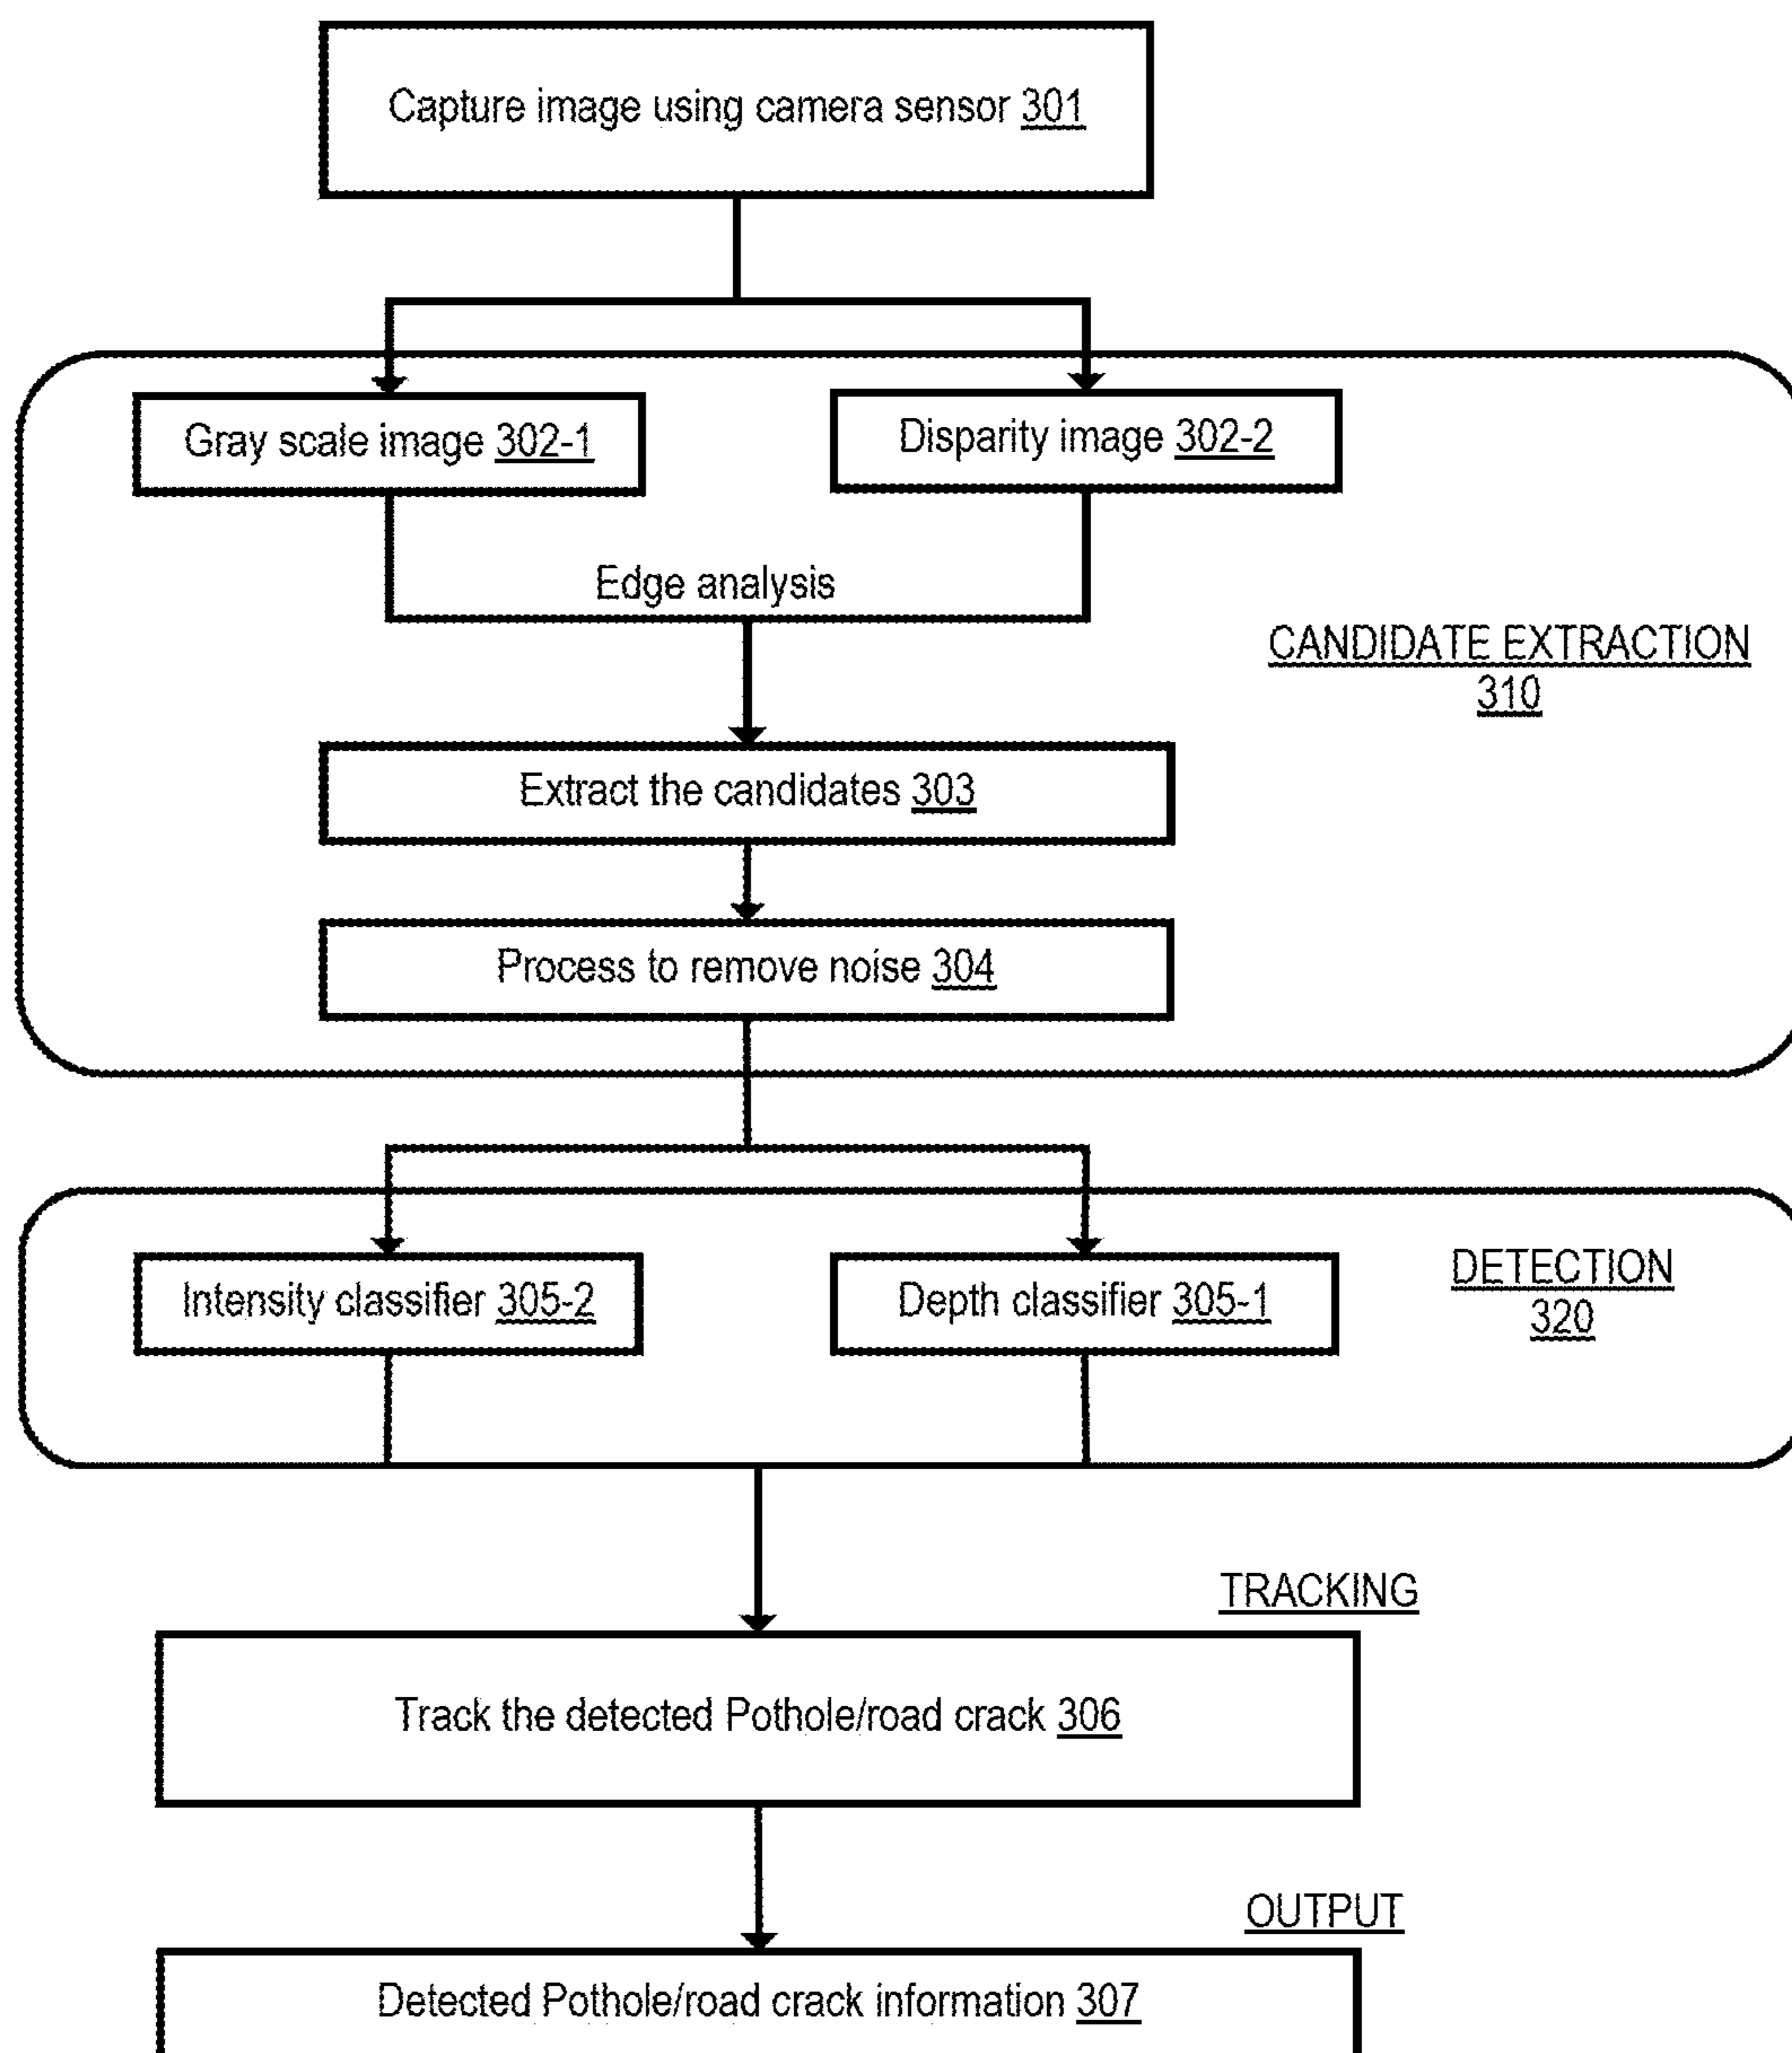 Capture image using camera sensor 301
Gray scale image 302-1
Disparity image 302-2
Edge analysis
CANDIDATE EXTRACTION
310
Extract the candidates 303
Process to remove noise 304
Intensity classifier 305-2
Depth classifier 305-1
DETECTION
320
TRACKING
Track the detected Pothole/road crack 306
OUTPUT
Detected Pothole/road crack information 307